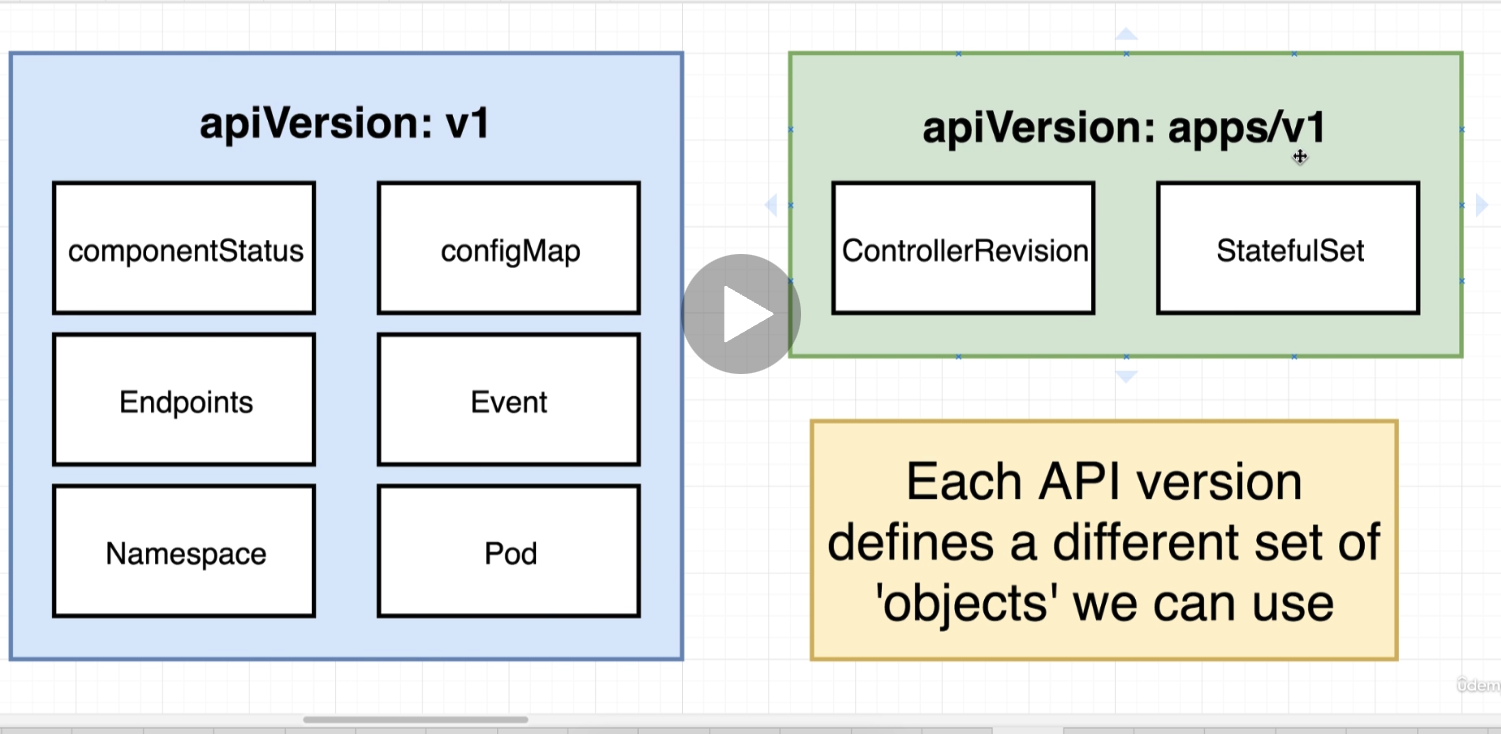 apiVersion: v1
componentStatus
configMap
Endpoints
Event
Namespace
Pod
apiVersion: apps/v1
ControllerRevision
StatefulSet
Each API version
defines a different set of
'objects' we can use